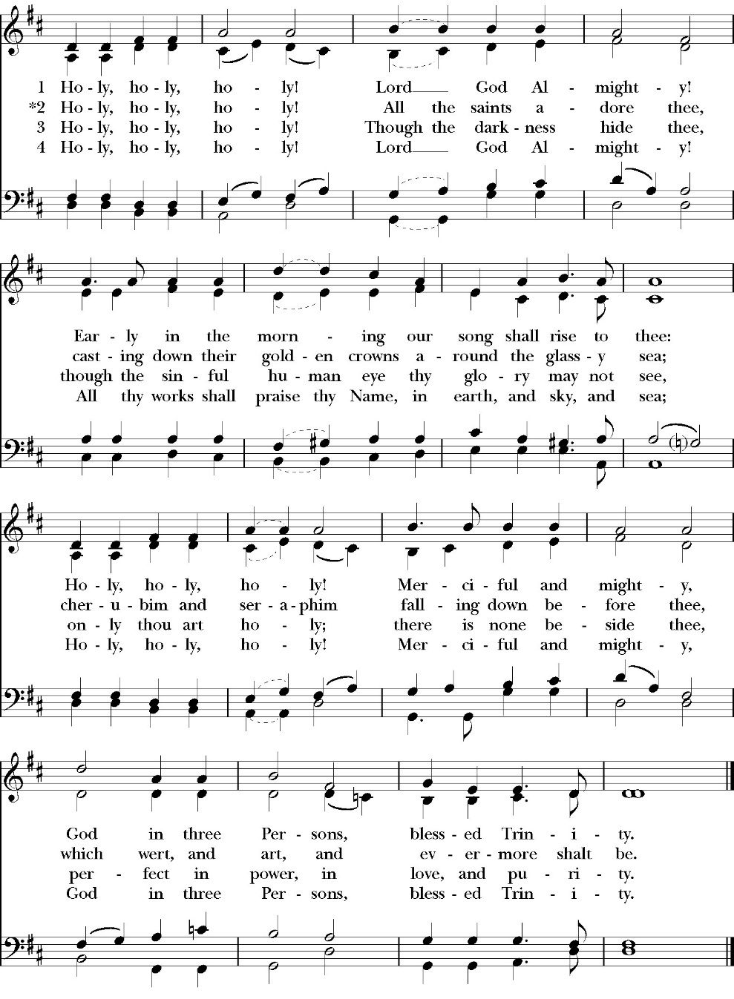 1 Ho - ly, ho - ly, ho - ly! Lord God Al - might - y!
*2 Ho - ly, ho - ly, ho - ly! All the saints a - dore thee,
3 Ho - ly, ho - ly, ho - ly! Though the dark - ness hide thee,
4 Ho - ly, ho - ly, ho - ly! Lord God Al - might - y!
Ear - ly in the morn - ing our song shall rise to thee:
cast - ing down their gold - en crowns a - round the glass - y sea;
though the sin - ful hu - man eye thy glo - ry may not see,
All thy works shall praise thy Name, in earth, and sky, and sea;
Ho - ly, ho - ly, ho - ly! Mer - ci - ful and might - y,
cher - u - bim and ser - a - phim fall - ing down be - fore thee,
on - ly thou art ho - ly; there is none be - side thee,
Ho - ly, ho - ly, ho - ly! Mer - ci - ful and might - y,
God in three Per - sons, bless - ed Trin - i - ty.
which wert, and art, and ev - er - more shalt be.
per - fect in power, in love, and pu - ri - ty.
God in three Per - sons, bless - ed Trin - i - ty.